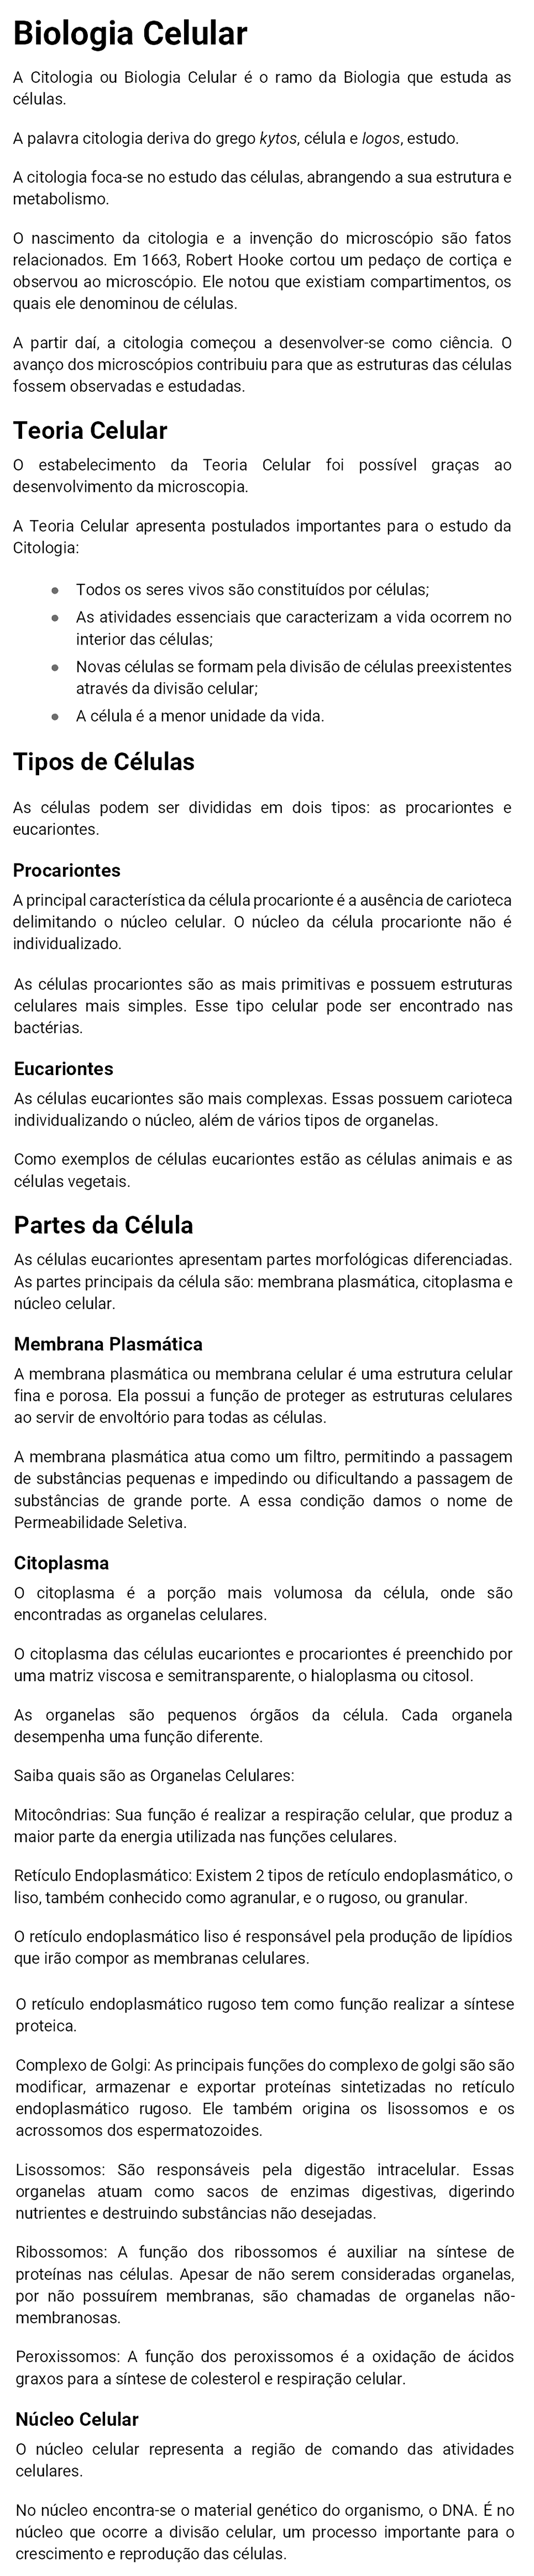 Biologia Celular
A Citologia ou Biologia Celular é o ramo da Biologia que estuda as
células.
A palavra citologia deriva do grego kytos, célula e logos, estudo.
A citologia foca-se no estudo das células, abrangendo a sua estrutura e
metabolismo.
O nascimento da citologia e a invenção do microscópio são fatos
relacionados. Em 1663, Robert Hooke cortou um pedaço de cortiça e
observou ao microscópio. Ele notou que existiam compartimentos, os
quais ele denominou de células.
A partir daí, a citologia começou a desenvolver-se como ciência. O
avanço dos microscópios contribuiu para que as estruturas das células
fossem observadas e estudadas.
Teoria Celular
O estabelecimento da Teoria Celular foi possível graças ao
desenvolvimento da microscopia.
A Teoria Celular apresenta postulados importantes para o estudo da
Citologia:
● Todos os seres vivos são constituídos por células;
● As atividades essenciais que caracterizam a vida ocorrem no
interior das células;
● Novas células se formam pela divisão de células preexistentes
através da divisão celular;
● A célula é a menor unidade da vida.
Tipos de Células
As células podem ser divididas em dois tipos: as procariontes e
eucariontes.
Procariontes
A principal característica da célula procarionte é a ausência de carioteca
delimitando o núcleo celular. O núcleo da célula procarionte não é
individualizado.
As células procariontes são as mais primitivas e possuem estruturas
celulares mais simples. Esse tipo celular pode ser encontrado nas
bactérias.
Eucariontes
As células eucariontes são mais complexas. Essas possuem carioteca
individualizando o núcleo, além de vários tipos de organelas.
Como exemplos de células eucariontes estão as células animais e as
células vegetais.
Partes da Célula
As células eucariontes apresentam partes morfológicas diferenciadas.
As partes principais da célula são: membrana plasmática, citoplasma e
núcleo celular.
Membrana Plasmática
A membrana plasmática ou membrana celular é uma estrutura celular
fina e porosa. Ela possui a função de proteger as estruturas celulares
ao servir de envoltório para todas as células.
A membrana plasmática atua como um filtro, permitindo a passagem
de substâncias pequenas e impedindo ou dificultando a passagem de
substâncias de grande porte. A essa condição damos o nome de
Permeabilidade Seletiva.
Citoplasma
O citoplasma é a porção mais volumosa da célula, onde são
encontradas as organelas celulares.
O citoplasma das células eucariontes e procariontes é preenchido por
uma matriz viscosa e semitransparente, o hialoplasma ou citosol.
As organelas são pequenos órgãos da célula. Cada organela
desempenha uma função diferente.
Saiba quais são as Organelas Celulares:
Mitocôndrias: Sua função é realizar a respiração celular, que produz a
maior parte da energia utilizada nas funções celulares.
Retículo Endoplasmático: Existem 2 tipos de retículo endoplasmático, o
liso, também conhecido como agranular, e o rugoso, ou granular.
O retículo endoplasmático liso é responsável pela produção de lipídios
que irão compor as membranas celulares.
O retículo endoplasmático rugoso tem como função realizar a síntese
proteica.
Complexo de Golgi: As principais funções do complexo de golgi são são
modificar, armazenar e exportar proteínas sintetizadas no retículo
endoplasmático rugoso. Ele também origina os lisossomos e os
acrossomos dos espermatozoides.
Lisossomos: São responsáveis pela digestão intracelular. Essas
organelas atuam como sacos de enzimas digestivas, digerindo
nutrientes e destruindo substâncias não desejadas.
Ribossomos: A função dos ribossomos é auxiliar na síntese de
proteínas nas células. Apesar de não serem consideradas organelas,
por não possuírem membranas, são chamadas de organelas não-
membranosas.
Peroxissomos: A função dos peroxissomos é a oxidação de ácidos
graxos para a síntese de colesterol e respiração celular.
Núcleo Celular
O núcleo celular representa a região de comando das atividades
celulares.
No núcleo encontra-se o material genético do organismo, o DNA. É no
núcleo que ocorre a divisão celular, um processo importante para o
crescimento e reprodução das células.